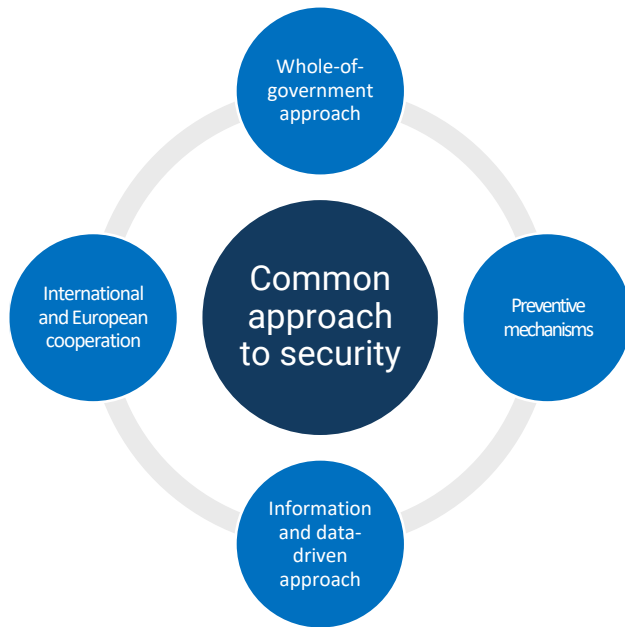 Whole-of-
government
approach
International
and European
cooperation
Common
approach
to security
Preventive
mechanisms
Information
and data-
driven
approach